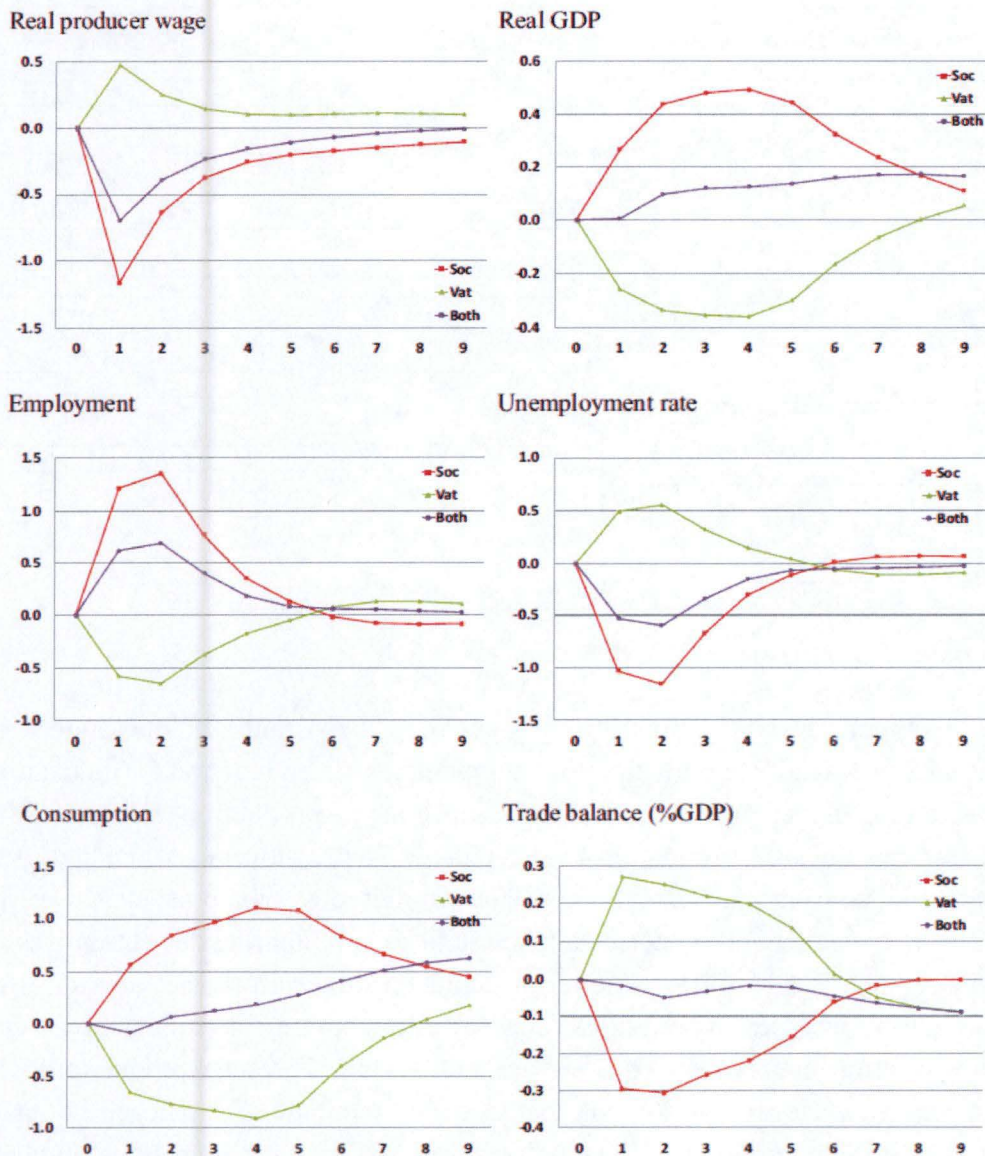 Real producer wage
0.5
0.0
-0.5
-1.0
-1.5
Soc
Vat
Both
0 1 2 3 4 5 6 7 8 9
Real GDP
0.6
0.4
0.2
0.0
-0.2
-0.4
Soc
Vat
Both
0 1 2 3 4 5 6 7 8 9
Employment
1.5
1.0
0.5
0.0
-0.5
-1.0
Soc
Vat
Both
0 1 2 3 4 5 6 7 8 9
Unemployment rate
1.0
0.5
0.0
-0.5
-1.0
-1.5
Soc
Vat
Both
0 1 2 3 4 5 6 7 8 9
Consumption
1.5
1.0
0.5
0.0
-0.5
-1.0
Soc
Vat
Both
0 1 2 3 4 5 6 7 8 9
Trade balance (%GDP)
0.3
0.2
0.1
0.0
-0.1
-0.2
-0.3
-0.4
Soc
Vat
Both
0 1 2 3 4 5 6 7 8 9